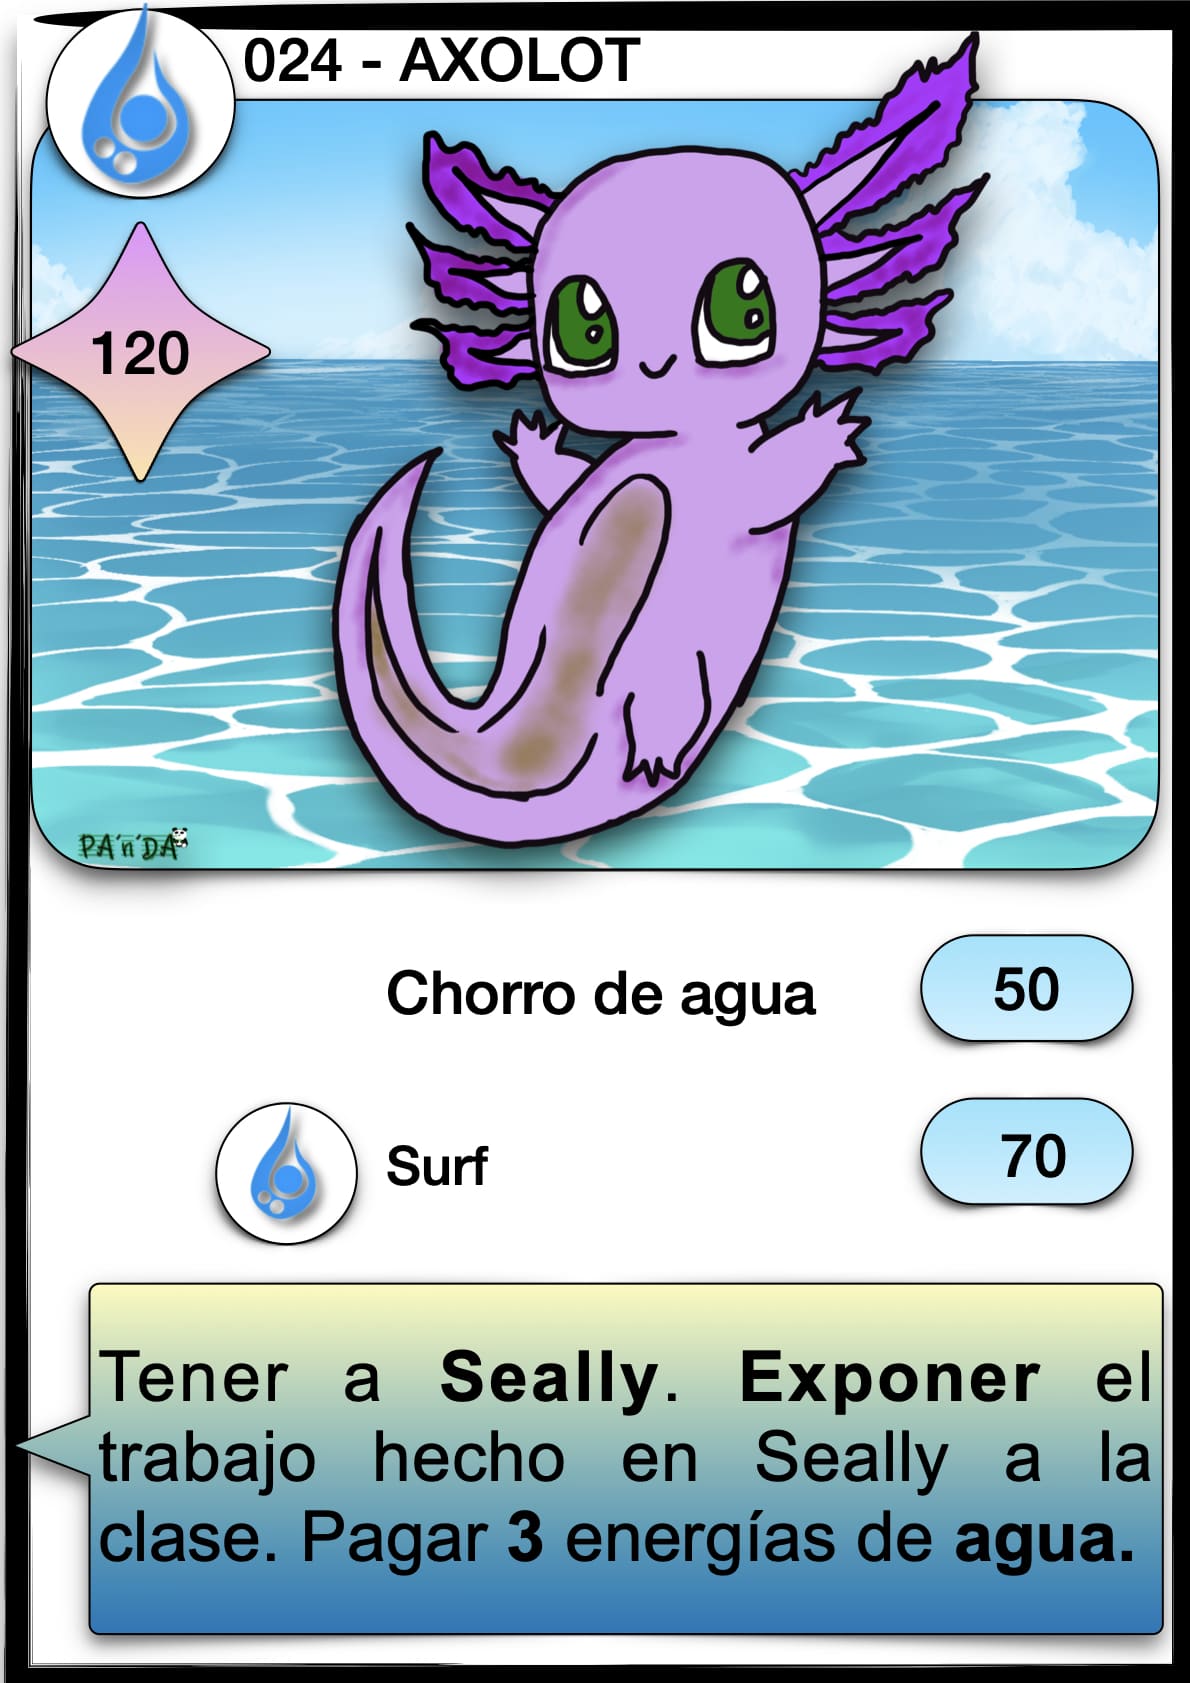 024 - AXOLOT
120
PA'n'DA
Chorro de agua
50
Surf
70
Tener a Seally. Exponer el
trabajo hecho en Seally a la
clase. Pagar 3 energías de agua.